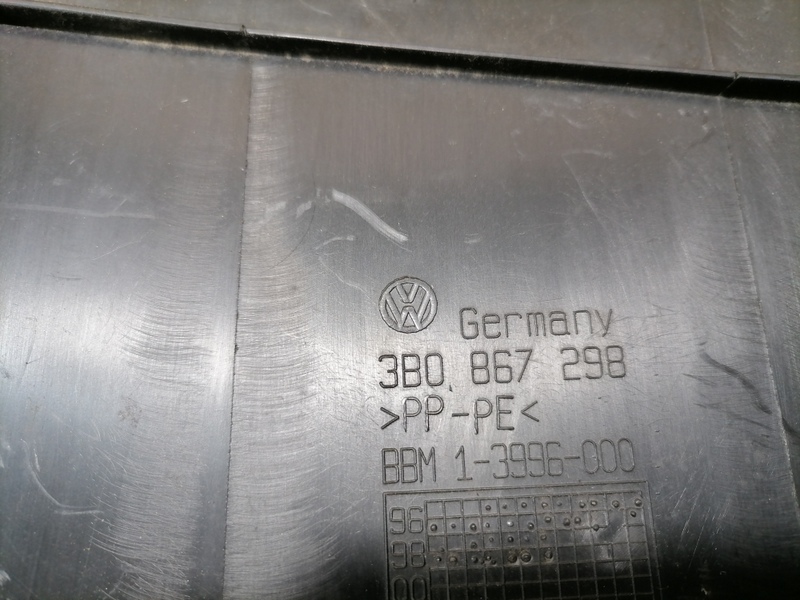 Germany
3B0 867 298
>PP-PE<
BBM 1-3996-000
96
98
00